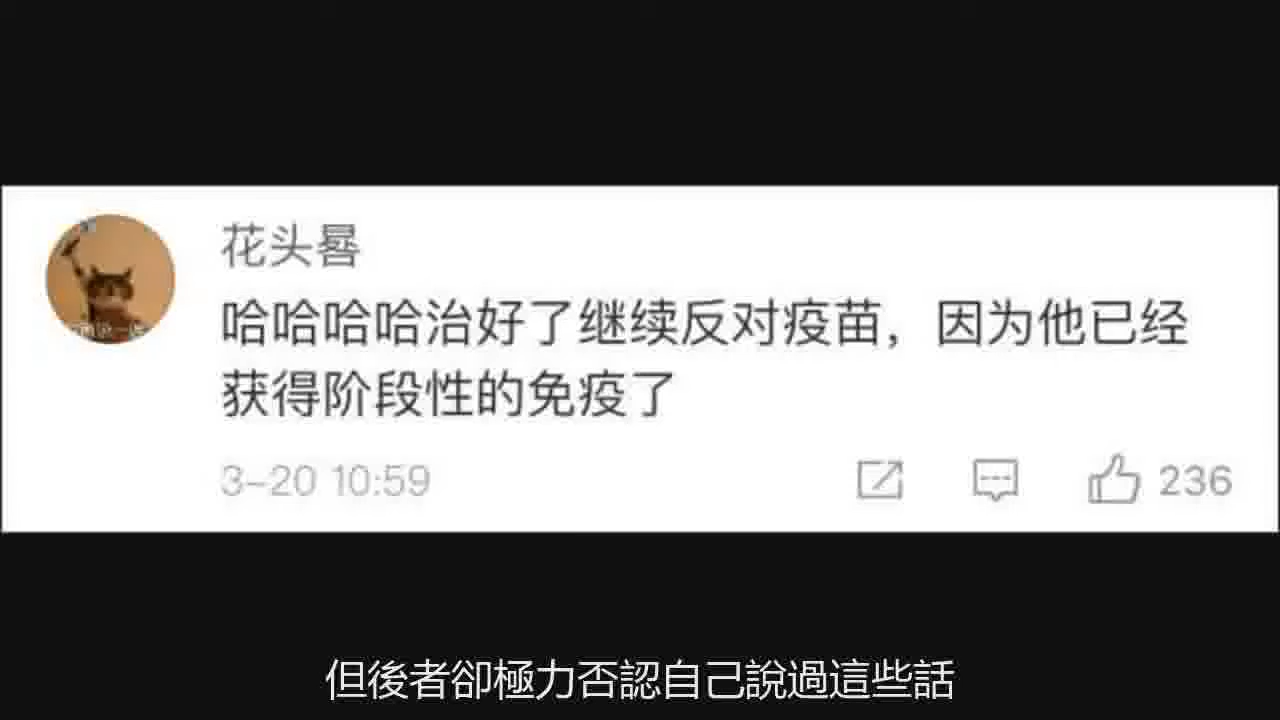 花头晷
哈哈哈哈治好了继续反对疫苗，因为他已经
获得阶段性的免疫了
3-20 10:59
236
但後者卻極力否認自己說過這些話